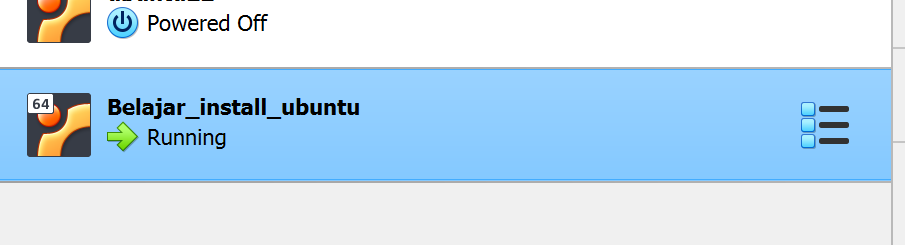 Powered Off
64
Belajar_install_ubuntu
Running